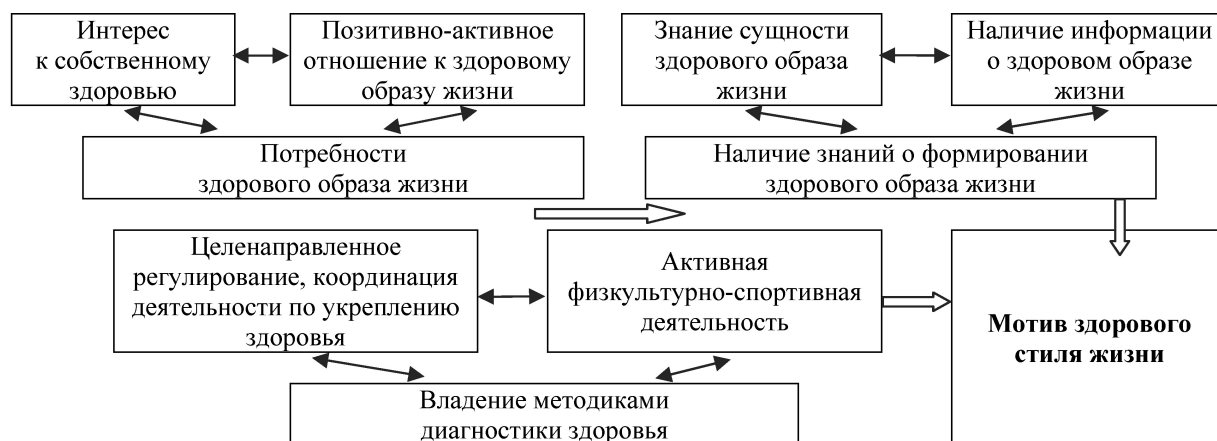 Интерес
к собственному
здоровью
Позитивно-активное
отношение к здоровому
образу жизни
Знание сущности
здорового образа
жизни
Наличие информации
о здоровом образе
жизни
Потребности
здорового образа жизни
Наличие знаний о формировании
здорового образа жизни
Целенаправленное
регулирование, координация
деятельности по укреплению
здоровья
Активная
физкультурно-спортивная
деятельность
Мотив здорового
стиля жизни
Владение методиками
диагностики здоровья